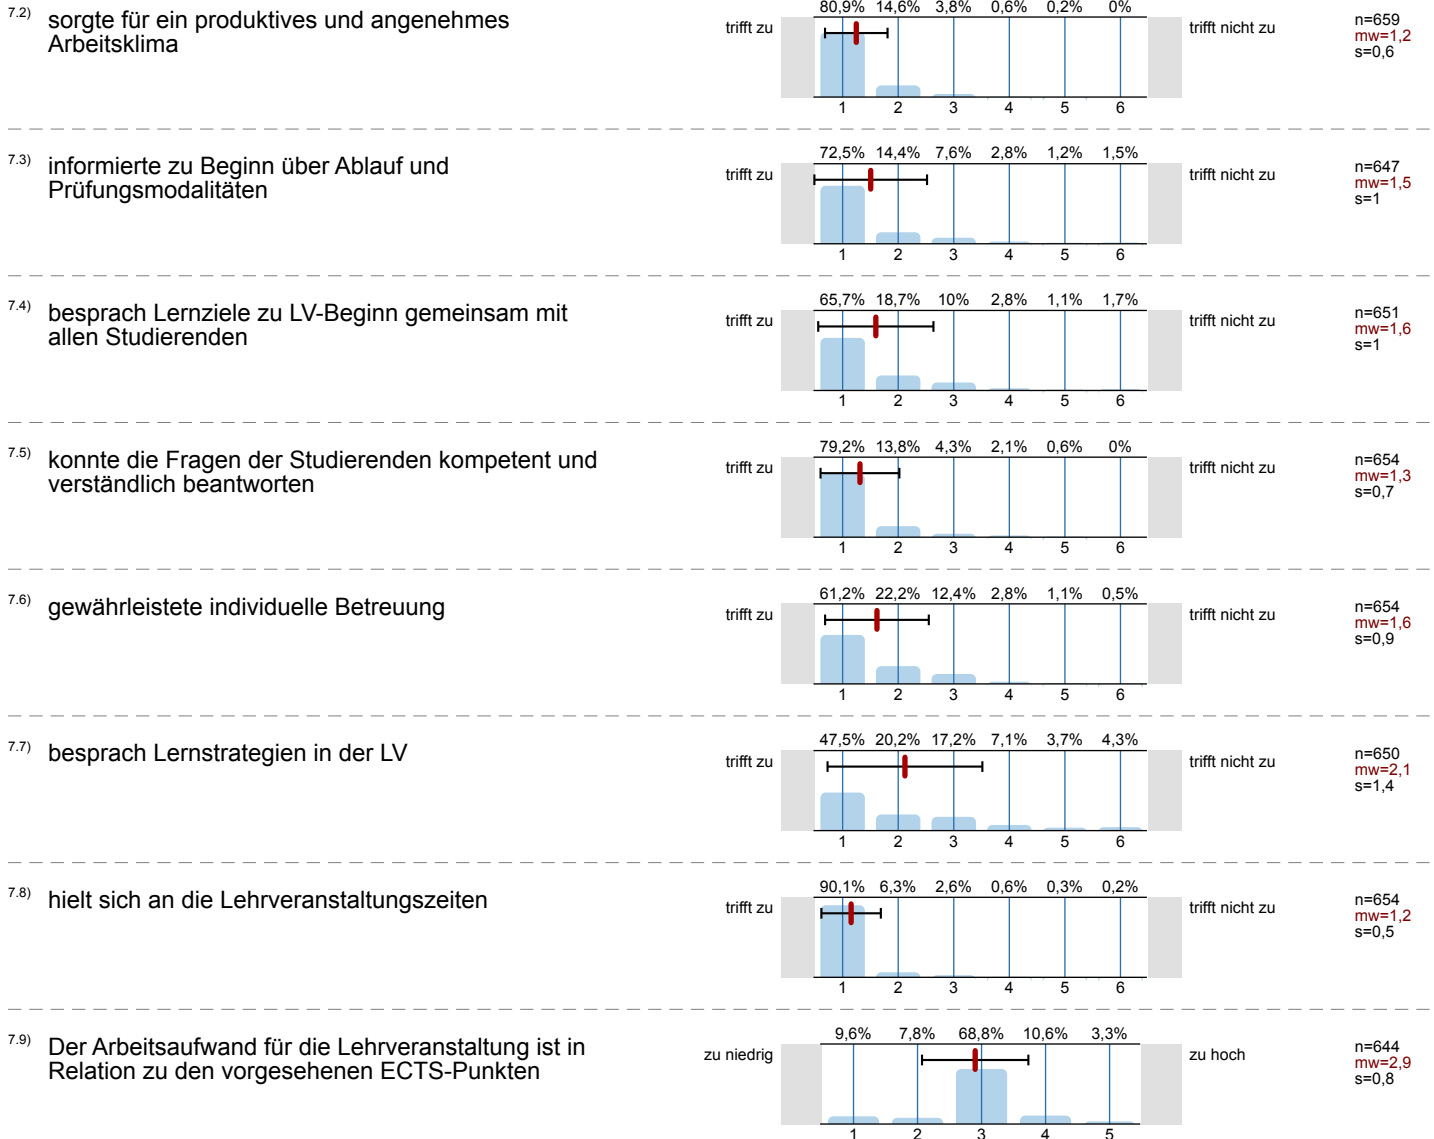 7.2) sorgte für ein produktives und angenehmes
Arbeitsklima
trifft zu
80,9% 14,6% 3,8% 0,6% 0,2% 0%
1 2 3 4 5 6
trifft nicht zu
n=659
mw=1,2
s=0,6
7.3) informierte zu Beginn über Ablauf und
Prüfungsmodalitäten
trifft zu
72,5% 14,4% 7,6% 2,8% 1,2% 1,5%
1 2 3 4 5 6
trifft nicht zu
n=647
mw=1,5
s=1
7.4) besprach Lernziele zu LV-Beginn gemeinsam mit
allen Studierenden
trifft zu
65,7% 18,7% 10% 2,8% 1,1% 1,7%
1 2 3 4 5 6
trifft nicht zu
n=651
mw=1,6
s=1
7.5) konnte die Fragen der Studierenden kompetent und
verständlich beantworten
trifft zu
79,2% 13,8% 4,3% 2,1% 0,6% 0%
1 2 3 4 5 6
trifft nicht zu
n=654
mw=1,3
s=0,7
7.6) gewährleistete individuelle Betreuung
trifft zu
61,2% 22,2% 12,4% 2,8% 1,1% 0,5%
1 2 3 4 5 6
trifft nicht zu
n=654
mw=1,6
s=0,9
7.7) besprach Lernstrategien in der LV
trifft zu
47,5% 20,2% 17,2% 7,1% 3,7% 4,3%
1 2 3 4 5 6
trifft nicht zu
n=650
mw=2,1
s=1,4
7.8) hielt sich an die Lehrveranstaltungszeiten
trifft zu
90,1% 6,3% 2,6% 0,6% 0,3% 0,2%
1 2 3 4 5 6
trifft nicht zu
n=654
mw=1,2
s=0,5
7.9) Der Arbeitsaufwand für die Lehrveranstaltung ist in
Relation zu den vorgesehenen ECTS-Punkten
zu niedrig
9,6% 7,8% 68,8% 10,6% 3,3%
1 2 3 4 5
zu hoch
n=644
mw=2,9
s=0,8